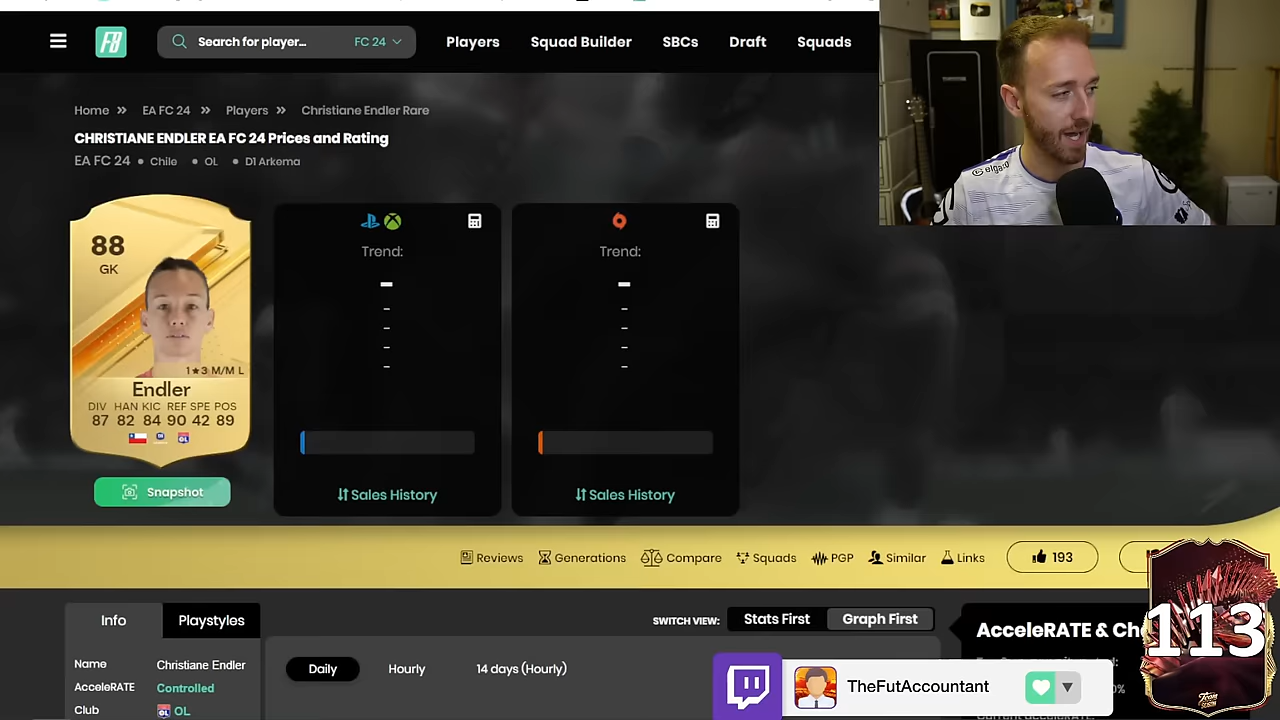 FB Search for player... FC 24 Players Squad Builder SBCs Draft Squads
Home » EA FC 24 » Players » Christiane Endler Rare
CHRISTIANE ENDLER EA FC 24 Prices and Rating
EA FC 24 • Chile • OL • D1 Arkema
elgato
88
GK
1★3 M/M L
Endler
DIV HAN KIC REF SPE POS
87 82 84 90 42 89
Snapshot
Trend:
-
-
-
-
-
Sales History
Trend:
-
-
-
-
-
Sales History
Reviews Generations Compare Squads PGP Similar Links 193
Info Playstyles
Name Christiane Endler
AcceleRATE Controlled
Club OL
SWITCH VIEW: Stats First Graph First
Daily Hourly 14 days (Hourly)
AcceleRATE & Ch
113
TheFutAccountant